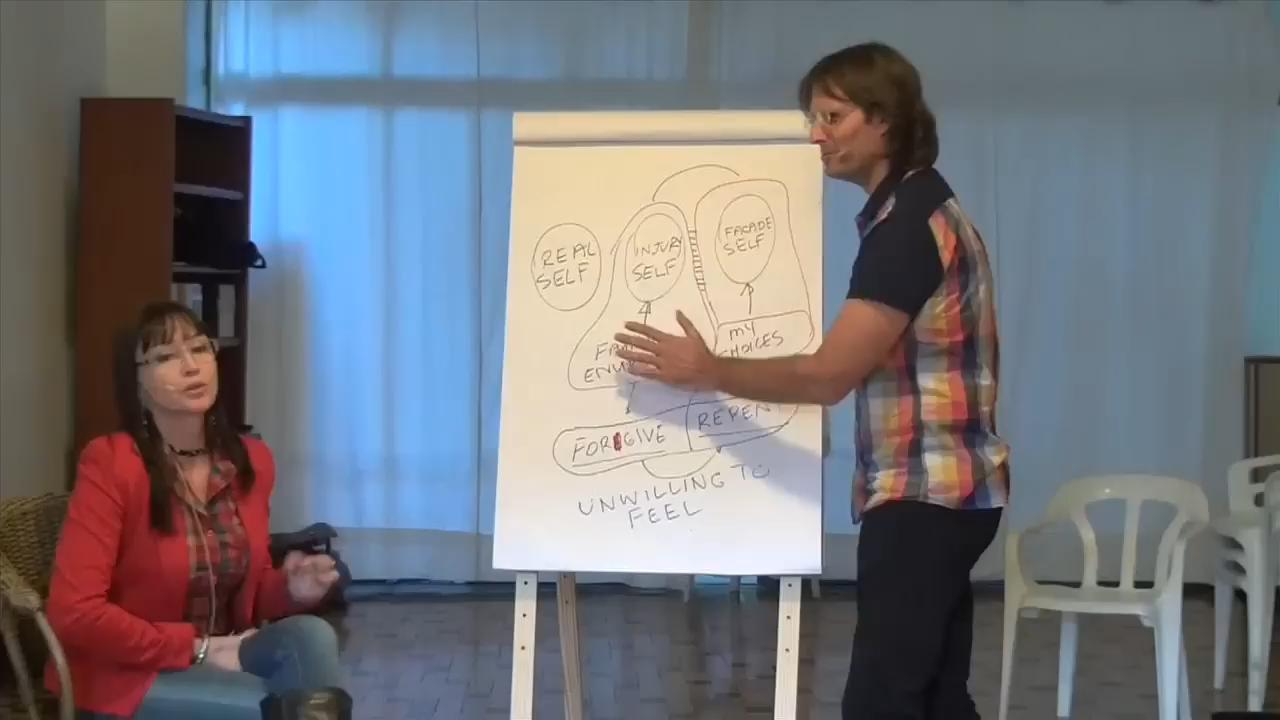 REAL
SELF
INJURY
SELF
FACADE
SELF
MY
CHOICES
FORGIVE
UNWILLING TO
FEEL